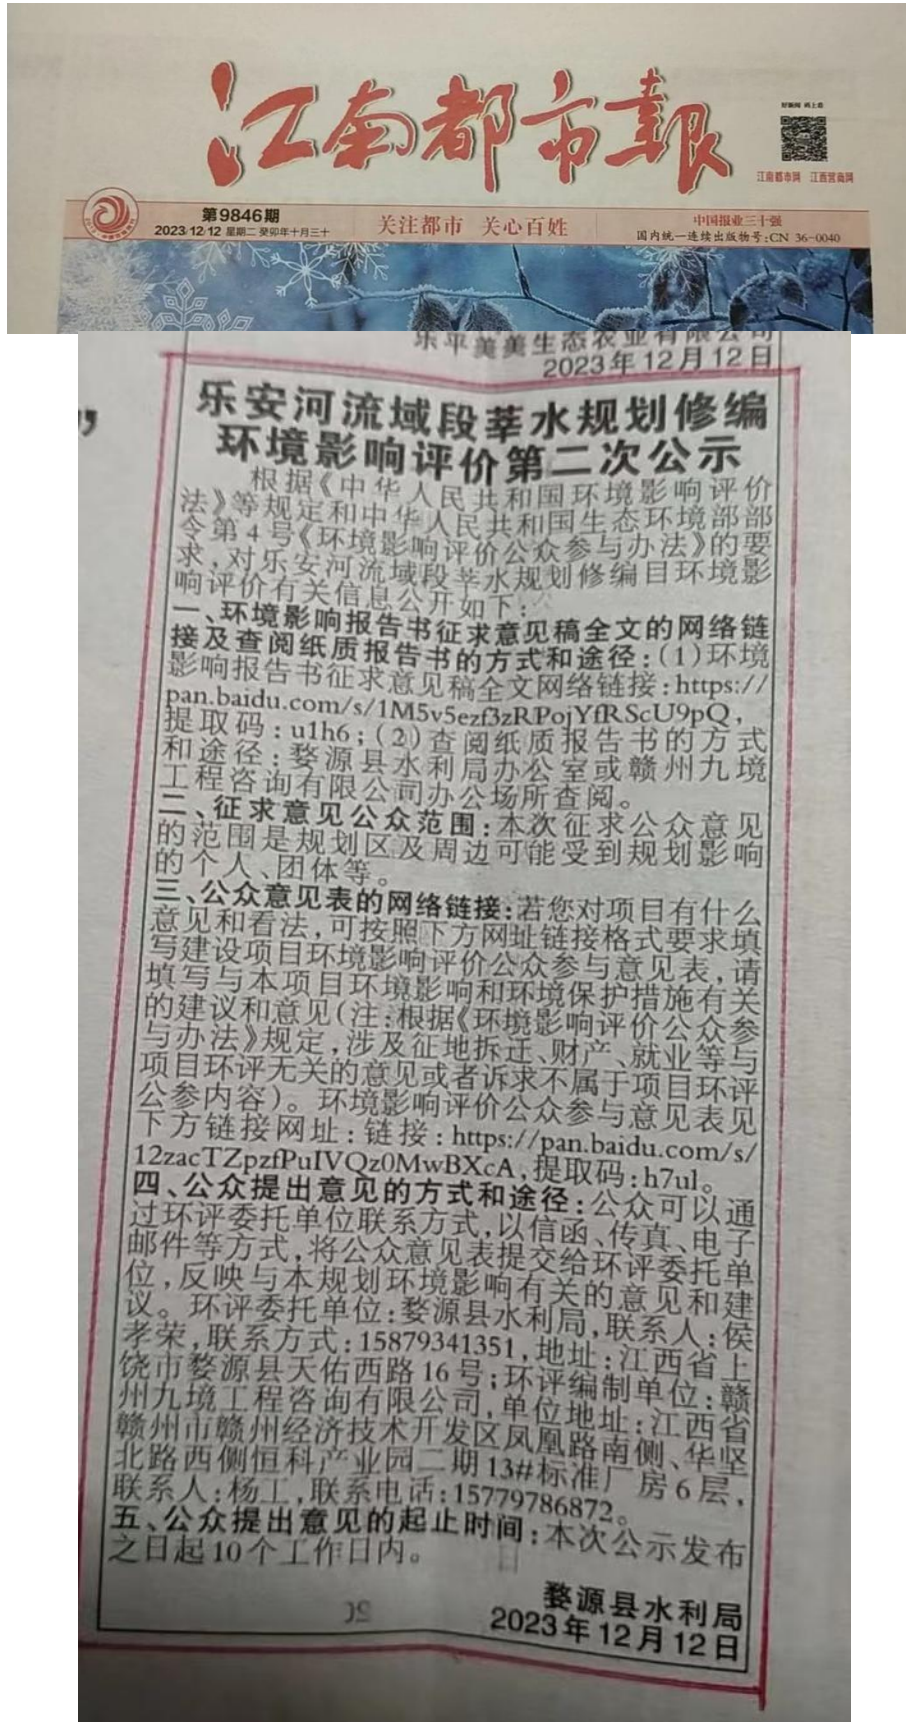 江南都市報
好新闻 码上看
江南都市网 江西营商网
第9846期
2023/12/12 星期二 癸卯年十月三十
关注都市 关心百姓
中国报业三十强
国内统一连续出版物号:CN 36-0040
乐平美美生态农业有限公司
2023年12月12日
乐安河流域段莘水规划修编
环境影响评价第二次公示
根据《中华人民共和国环境影响评价
法》等规定和中华人民共和国生态环境部部
令第4号《环境影响评价公众参与办法》的要
求,对乐安河流域段莘水规划修编目环境影
响评价有关信息公开如下:
一、环境影响报告书征求意见稿全文的网络链
接及查阅纸质报告书的方式和途径:(1)环境
影响报告书征求意见稿全文网络链接:https://
pan.baidu.com/s/1M5v5ezf3zRPojYfRScU9pQ,
提取码:u1h6;(2)查阅纸质报告书的方式
和途径:婺源县水利局办公室或赣州九境
工程咨询有限公司办公场所查阅。
二、征求意见公众范围:本次征求公众意见
的范围是规划区及周边可能受到规划影响
的个人、团体等。
三、公众意见表的网络链接:若您对项目有什么
意见和看法,可按照下方网址链接格式要求填
写建设项目环境影响评价公众参与意见表,请
填写与本项目环境影响和环境保护措施有关
的建议和意见(注:根据《环境影响评价公众参
与办法》规定,涉及征地拆迁、财产、就业等与
项目环评无关的意见或者诉求不属于项目环评
公参内容)。环境影响评价公众参与意见表见
下方链接网址:链接:https://pan.baidu.com/s/
12zacTZpzfPuIVQz0MwBXcA,提取码:h7ul。
四、公众提出意见的方式和途径:公众可以通
过环评委托单位联系方式,以信函、传真、电子
邮件等方式,将公众意见表提交给环评委托单
位,反映与本规划环境影响有关的意见和建
议。环评委托单位:婺源县水利局,联系人:侯
孝荣,联系方式:15879341351,地址:江西省上
饶市婺源县天佑西路16号;环评编制单位:赣
州九境工程咨询有限公司,单位地址:江西省
赣州市赣州经济技术开发区凤凰路南侧、华坚
北路西侧恒科产业园二期13#标准厂房6层,
联系人:杨工,联系电话:15779786872。
五、公众提出意见的起止时间:本次公示发布
之日起10个工作日内。
婺源县水利局
2023年12月12日